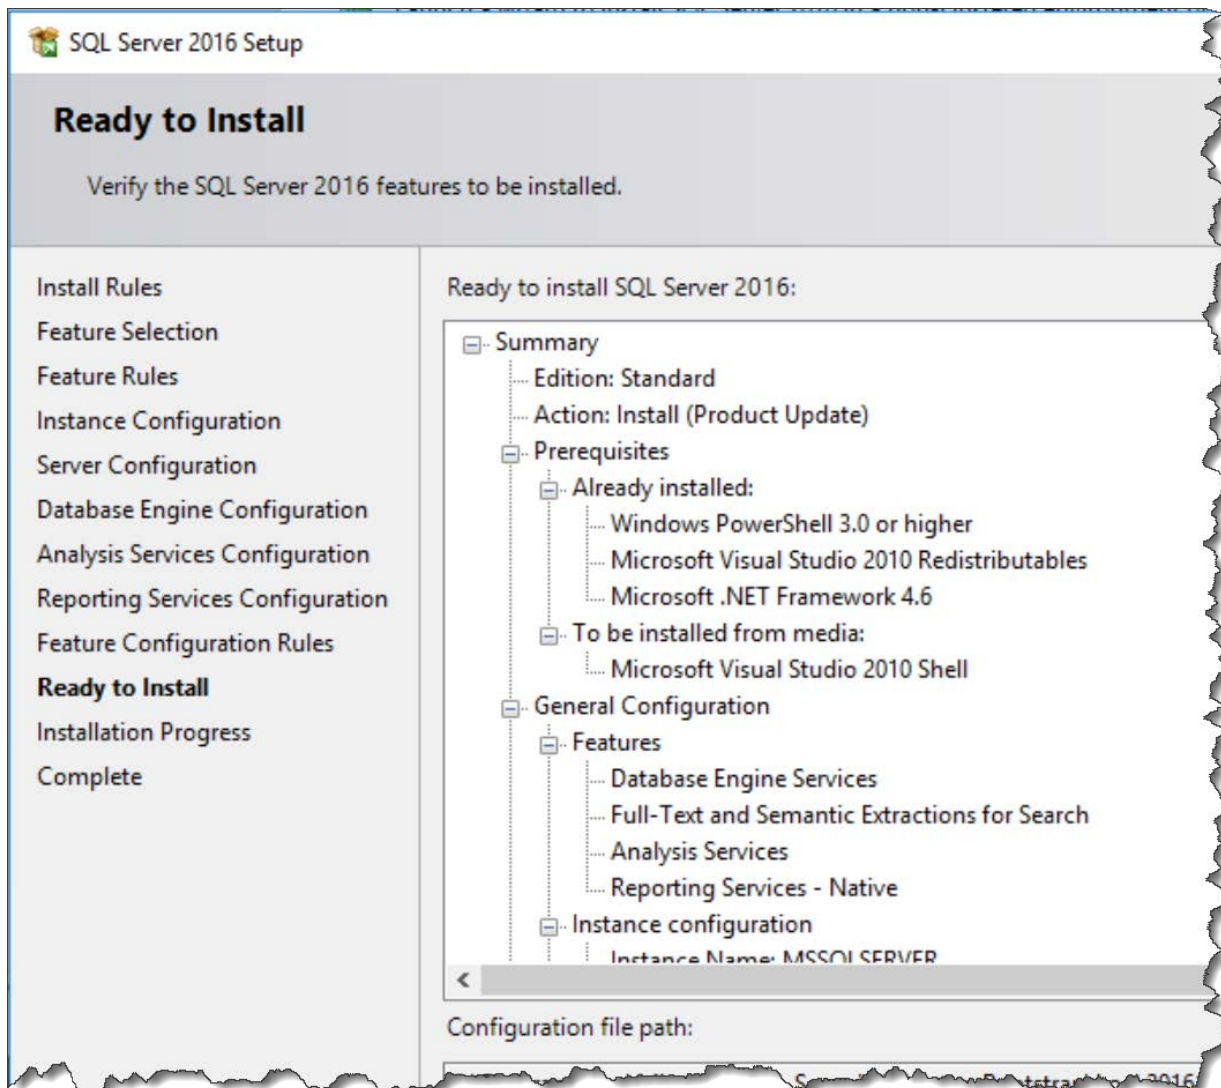 SQL Server 2016 Setup
Ready to Install
Verify the SQL Server 2016 features to be installed.
Install Rules
Feature Selection
Feature Rules
Instance Configuration
Server Configuration
Database Engine Configuration
Analysis Services Configuration
Reporting Services Configuration
Feature Configuration Rules
Ready to Install
Installation Progress
Complete
Ready to install SQL Server 2016:
Summary
Edition: Standard
Action: Install (Product Update)
Prerequisites
Already installed:
Windows PowerShell 3.0 or higher
Microsoft Visual Studio 2010 Redistributables
Microsoft .NET Framework 4.6
To be installed from media:
Microsoft Visual Studio 2010 Shell
General Configuration
Features
Database Engine Services
Full-Text and Semantic Extractions for Search
Analysis Services
Reporting Services - Native
Instance configuration
Instance Name: MSSQLSERVER
Configuration file path: